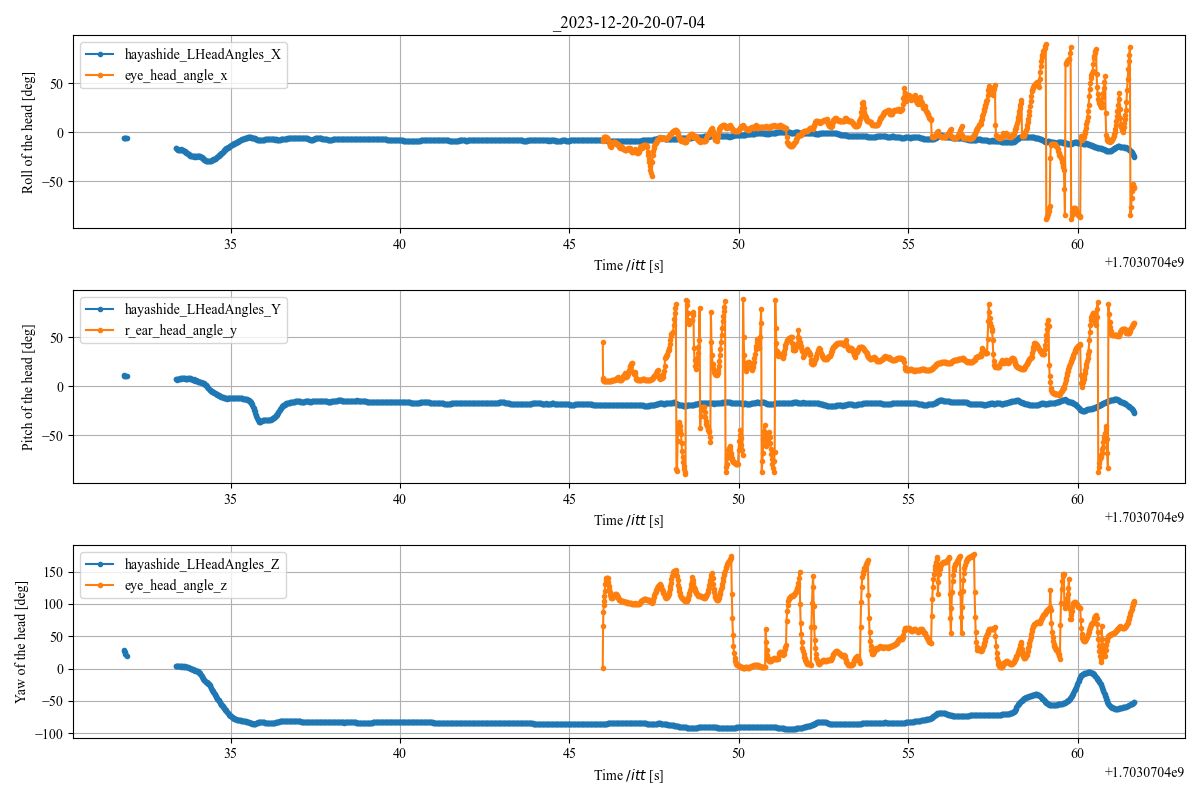 _2023-12-20-20-07-04
Roll of the head [deg]
hayashide_LHeadAngles_X
eye_head_angle_x
50
0
−50
35 40 45 50 55 60
Time /itt [s]
+1.7030704e9
Pitch of the head [deg]
hayashide_LHeadAngles_Y
r_ear_head_angle_y
50
0
−50
35 40 45 50 55 60
Time /itt [s]
+1.7030704e9
Yaw of the head [deg]
hayashide_LHeadAngles_Z
eye_head_angle_z
150
100
50
0
−50
−100
35 40 45 50 55 60
Time /itt [s]
+1.7030704e9